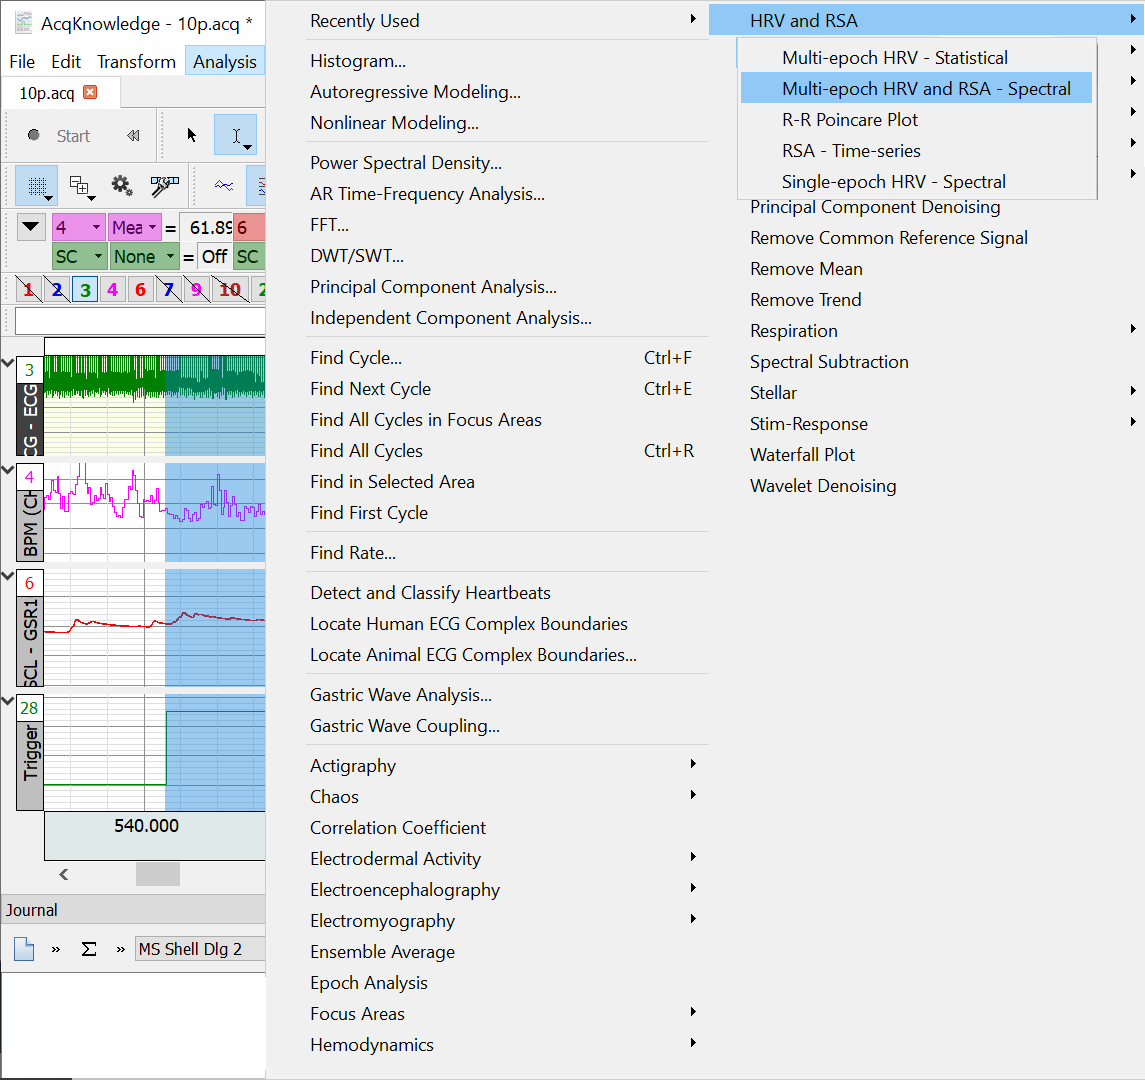 AcqKnowledge - 10p.acq *
File Edit Transform Analysis
10p.acq
Start
4 Mea = 61.89 6
SC None = Off SC
1 2 3 4 6 7 9 10 2
3
CG - ECG
4
BPM (CH
6
SCL - GSR1
28
Trigger
540.000
Journal
Σ MS Shell Dlg 2
Recently Used
Histogram...
Autoregressive Modeling...
Nonlinear Modeling...
Power Spectral Density...
AR Time-Frequency Analysis...
FFT...
DWT/SWT...
Principal Component Analysis...
Independent Component Analysis...
Find Cycle... Ctrl+F
Find Next Cycle Ctrl+E
Find All Cycles in Focus Areas
Find All Cycles Ctrl+R
Find in Selected Area
Find First Cycle
Find Rate...
Detect and Classify Heartbeats
Locate Human ECG Complex Boundaries
Locate Animal ECG Complex Boundaries...
Gastric Wave Analysis...
Gastric Wave Coupling...
Actigraphy
Chaos
Correlation Coefficient
Electrodermal Activity
Electroencephalography
Electromyography
Ensemble Average
Epoch Analysis
Focus Areas
Hemodynamics
HRV and RSA
Multi-epoch HRV - Statistical
Multi-epoch HRV and RSA - Spectral
R-R Poincare Plot
RSA - Time-series
Single-epoch HRV - Spectral
Principal Component Denoising
Remove Common Reference Signal
Remove Mean
Remove Trend
Respiration
Spectral Subtraction
Stellar
Stim-Response
Waterfall Plot
Wavelet Denoising